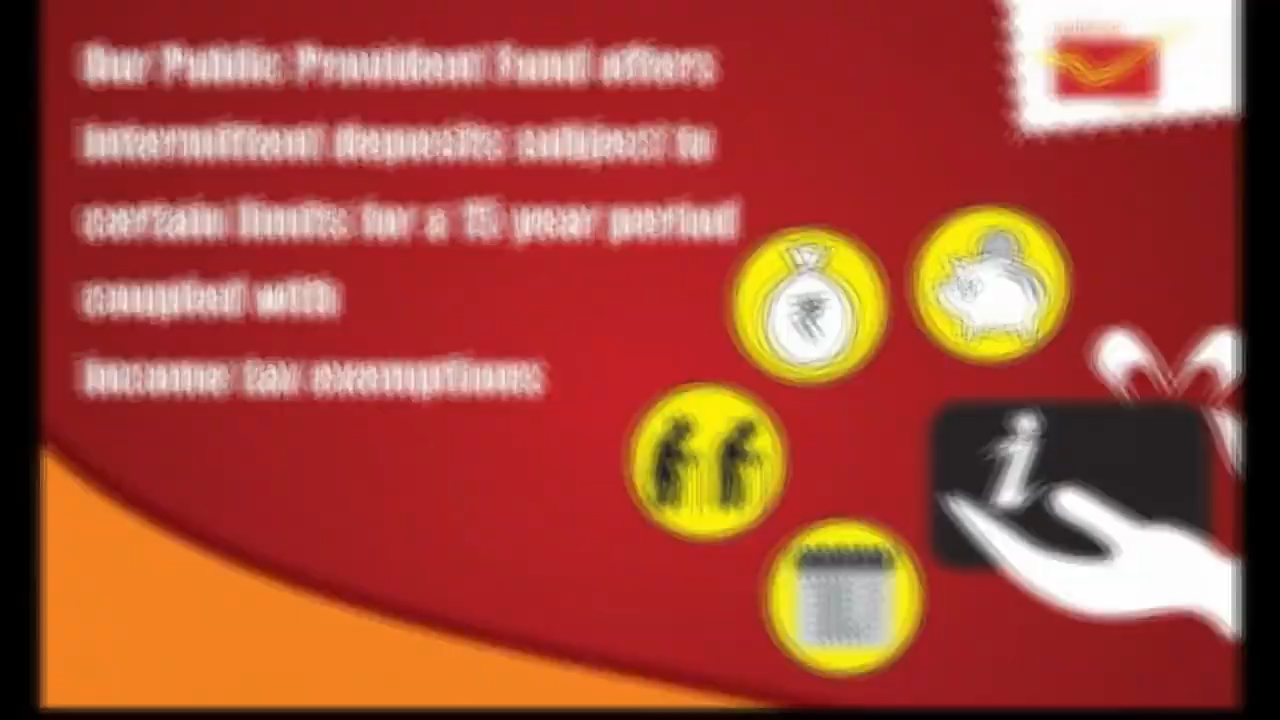 Our Public Provident Fund offers
intermittent deposits subject to
certain limits for a 15 year period
coupled with
income tax exemptions